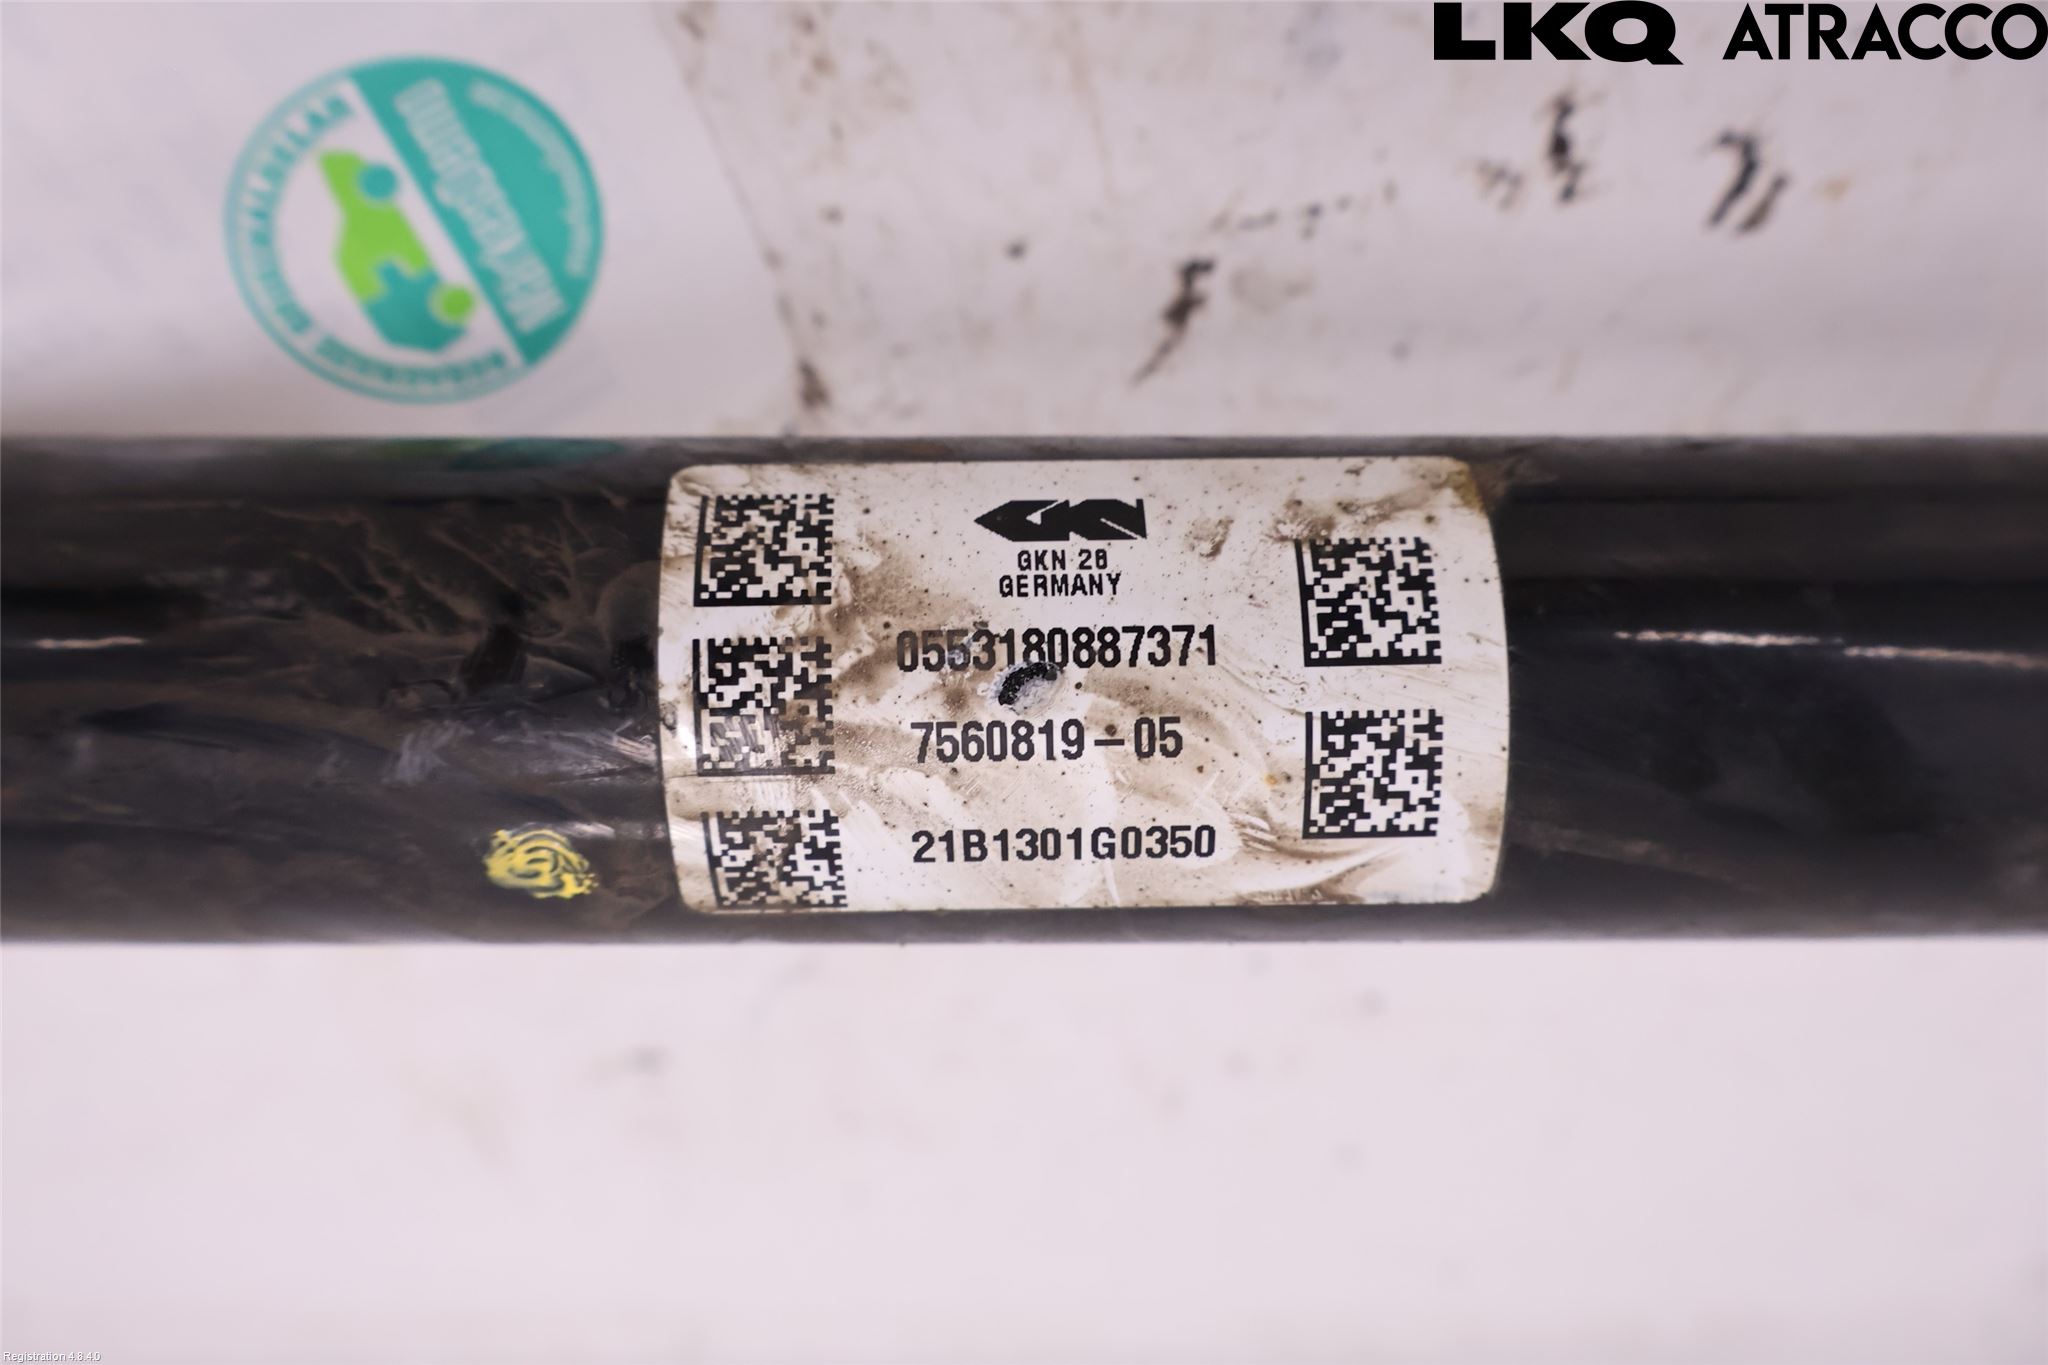 LKQ ATRACCO
GKN 28
GERMANY
0553180887371
7560819-05
21B1301G0350
Registration 4.8.4.0